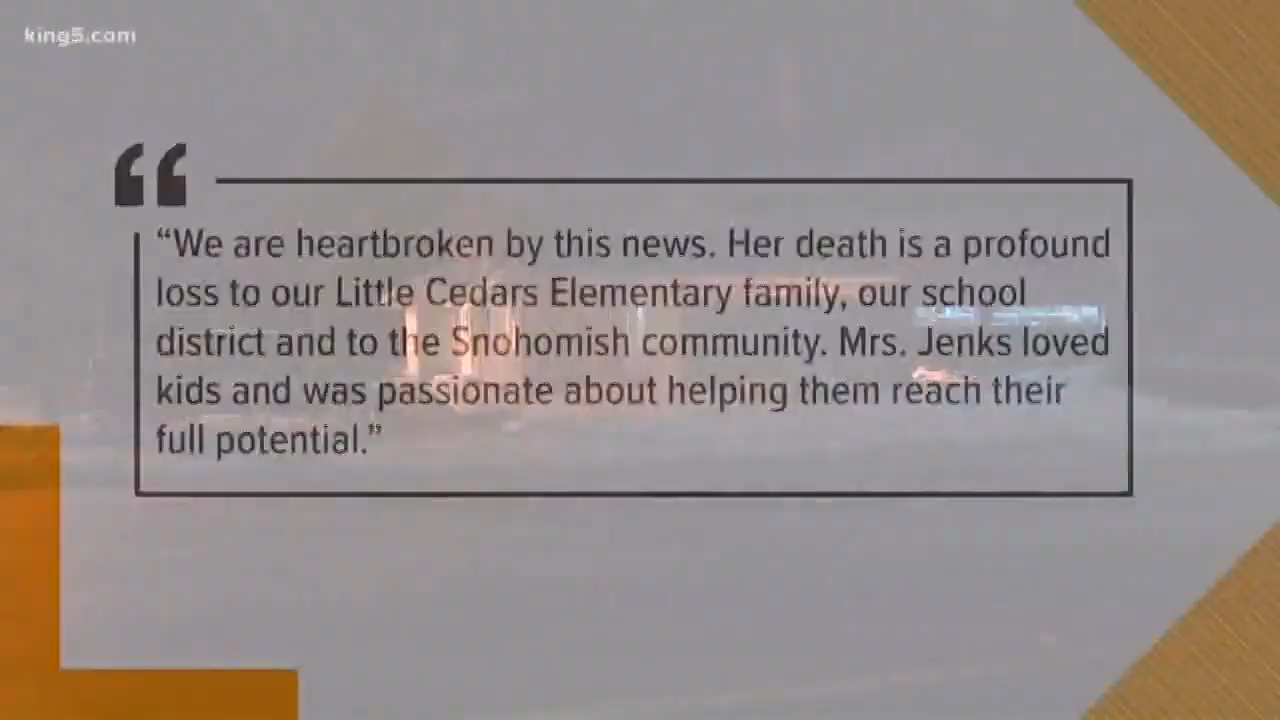 king5.com
“We are heartbroken by this news. Her death is a profound
loss to our Little Cedars Elementary family, our school
district and to the Snohomish community. Mrs. Jenks loved
kids and was passionate about helping them reach their
full potential.”